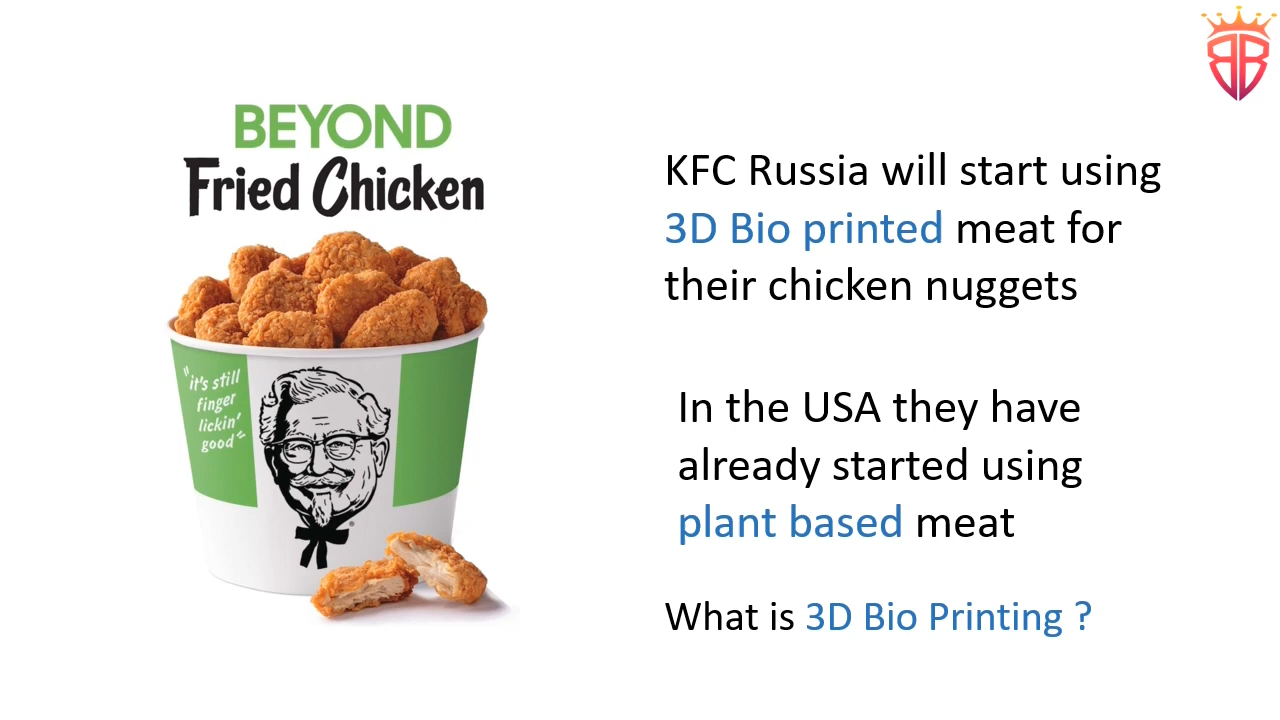 BEYOND
Fried Chicken
"it's still
finger
lickin'
good"
KFC Russia will start using
3D Bio printed meat for
their chicken nuggets
In the USA they have
already started using
plant based meat
What is 3D Bio Printing ?
BB
®